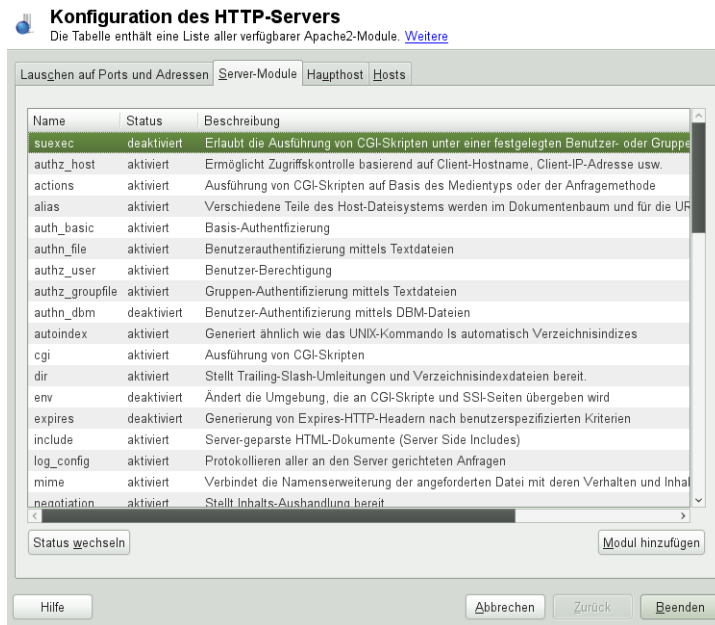 Konfiguration des HTTP-Servers
Die Tabelle enthält eine Liste aller verfügbarer Apache2-Module. Weitere
Lauschen auf Ports und Adressen Server-Module Haupthost Hosts
Name Status Beschreibung
suexec deaktiviert Erlaubt die Ausführung von CGI-Skripten unter einer festgelegten Benutzer- oder Gruppe
authz_host aktiviert Ermöglicht Zugriffskontrolle basierend auf Client-Hostname, Client-IP-Adresse usw.
actions aktiviert Ausführung von CGI-Skripten auf Basis des Medientyps oder der Anfragemethode
alias aktiviert Verschiedene Teile des Host-Dateisystems werden im Dokumentenbaum und für die UR
auth_basic aktiviert Basis-Authentfizierung
authn_file aktiviert Benutzerauthentifizierung mittels Textdateien
authz_user aktiviert Benutzer-Berechtigung
authz_groupfile aktiviert Gruppen-Authentifizierung mittels Textdateien
authn_dbm deaktiviert Benutzer-Authentifizierung mittels DBM-Dateien
autoindex aktiviert Generiert ähnlich wie das UNIX-Kommando ls automatisch Verzeichnisindizes
cgi aktiviert Ausführung von CGI-Skripten
dir aktiviert Stellt Trailing-Slash-Umleitungen und Verzeichnisindexdateien bereit.
env deaktiviert Ändert die Umgebung, die an CGI-Skripte und SSI-Seiten übergeben wird
expires deaktiviert Generierung von Expires-HTTP-Headern nach benutzerspezifizierten Kriterien
include aktiviert Server-geparste HTML-Dokumente (Server Side Includes)
log_config aktiviert Protokollieren aller an den Server gerichteten Anfragen
mime aktiviert Verbindet die Namenserweiterung der angeforderten Datei mit deren Verhalten und Inhal
negotiation aktiviert Stellt Inhalts-Aushandlung bereit
Status wechseln Modul hinzufügen
Hilfe Abbrechen Zurück Beenden